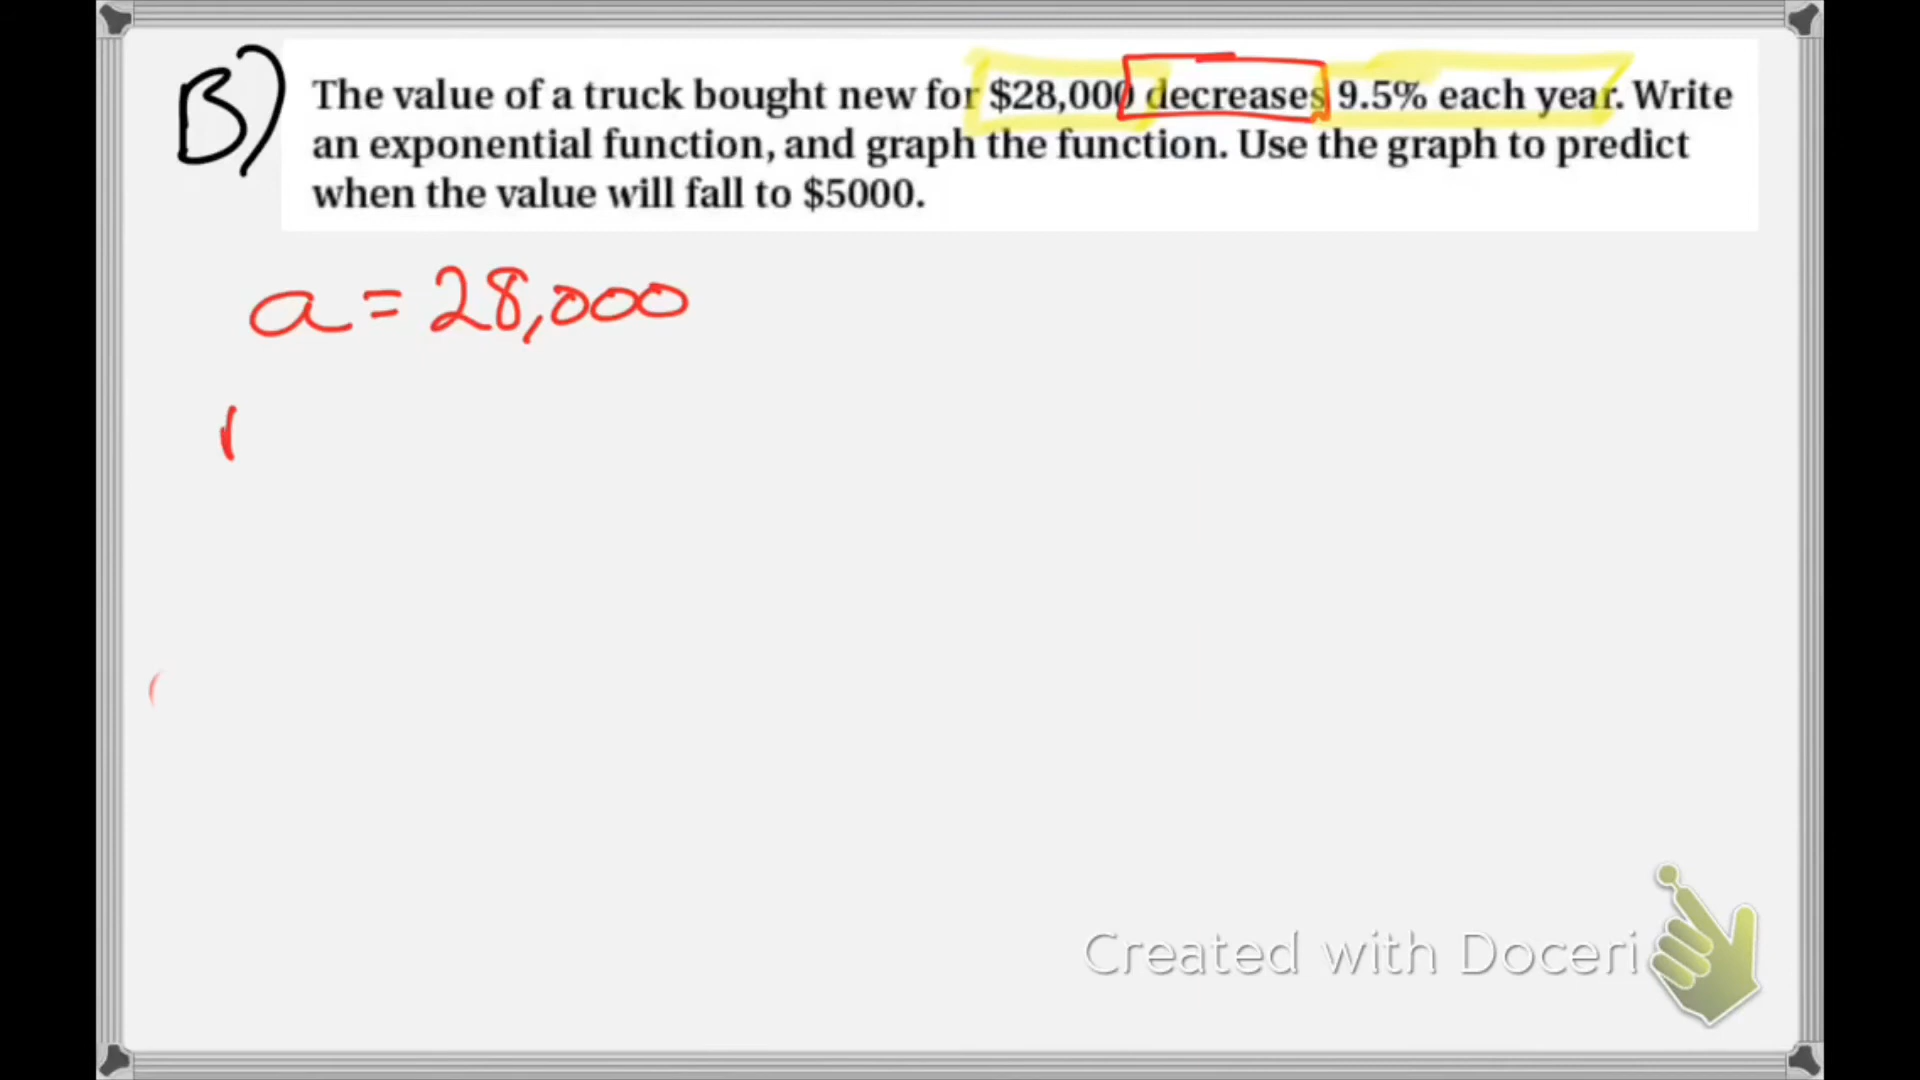 B)
The value of a truck bought new for $28,000 decreases 9.5% each year. Write
an exponential function, and graph the function. Use the graph to predict
when the value will fall to $5000.
a = 28,000
Created with Doceri